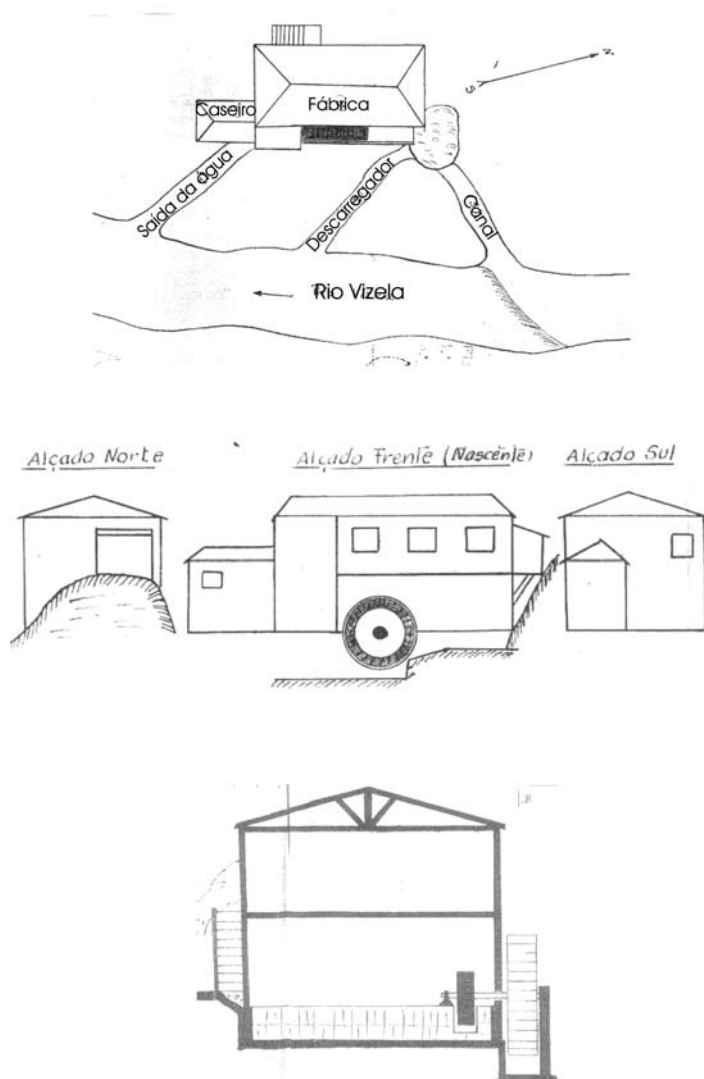 N
S
Caseiro
Fábrica
Saída da água
Descarregador
Canal
Rio Vizela
Alçado Norte
Alçado Frente (Nascente)
Alçado Sul